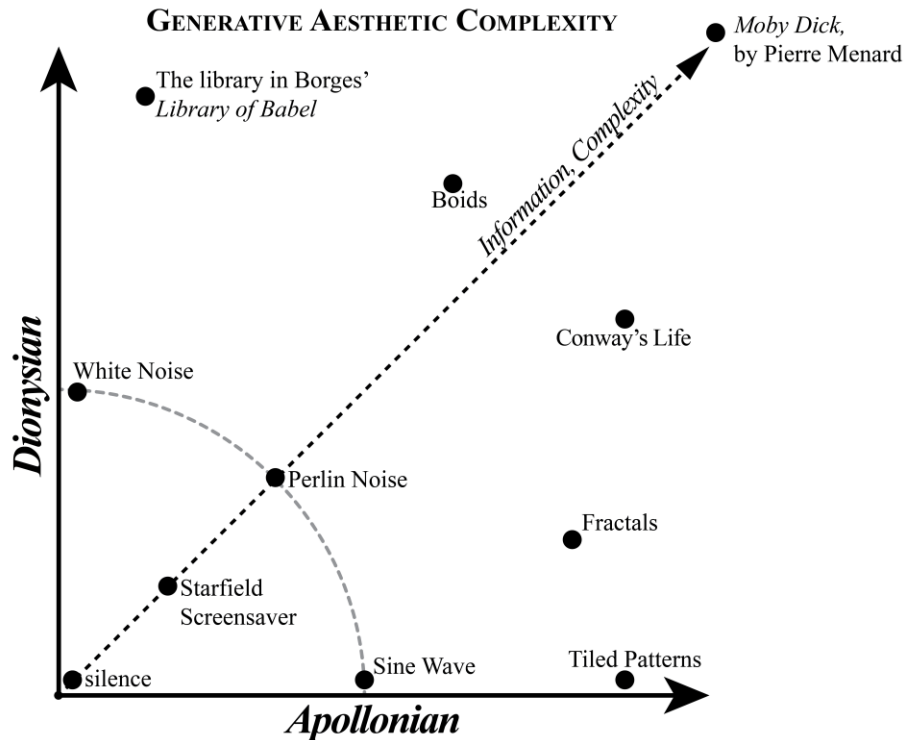 GENERATIVE AESTHETIC COMPLEXITY
Moby Dick,
by Pierre Menard
The library in Borges’
Library of Babel
Information, Complexity
Boids
Conway’s Life
White Noise
Dionysian
Perlin Noise
Fractals
Starfield
Screensaver
silence
Sine Wave
Tiled Patterns
Apollonian